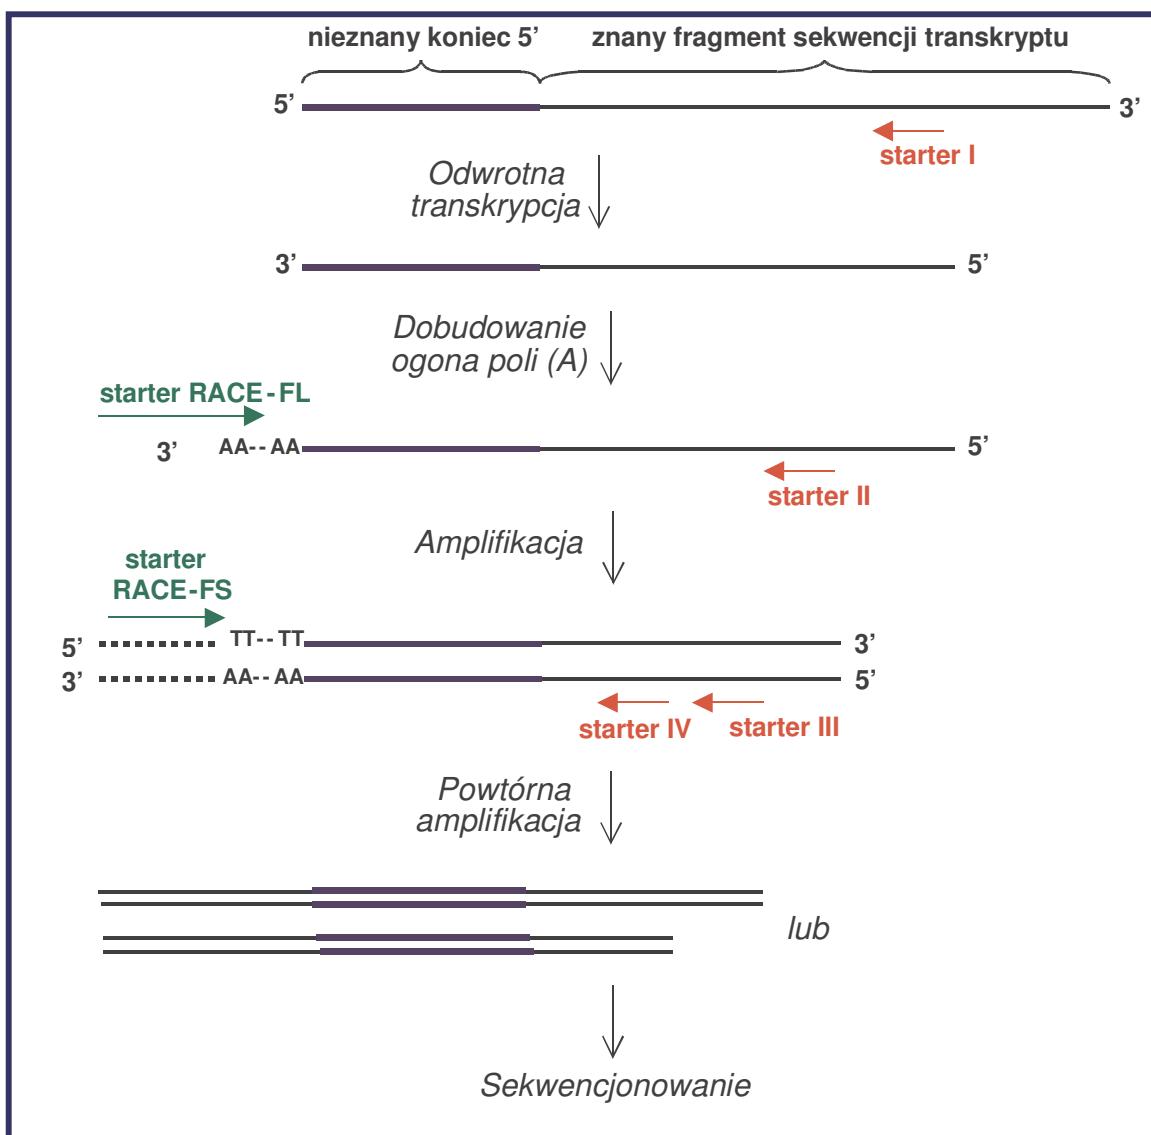 nieznany koniec 5’ znany fragment sekwencji transkryptu
5’ 3’
starter I
Odwrotna
transkrypcja
3’ 5’
Dobudowanie
ogona poli (A)
starter RACE-FL
3’ AA--AA 5’
starter II
Amplifikacja
starter
RACE-FS
5’ TT--TT 3’
3’ AA--AA 5’
starter IV starter III
Powtórna
amplifikacja
lub
Sekwencjonowanie